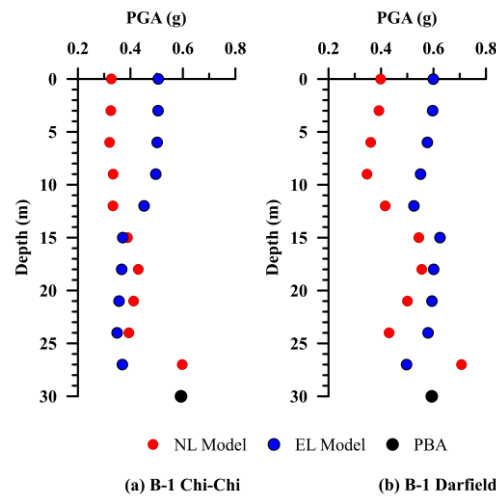 PGA (g) PGA (g)
0.2 0.4 0.6 0.8 0.2 0.4 0.6 0.8
0 0
5 5
10 10
15 15
20 20
25 25
30 30
Depth (m) Depth (m)
NL Model EL Model PBA
(a) B-1 Chi-Chi (b) B-1 Darfield